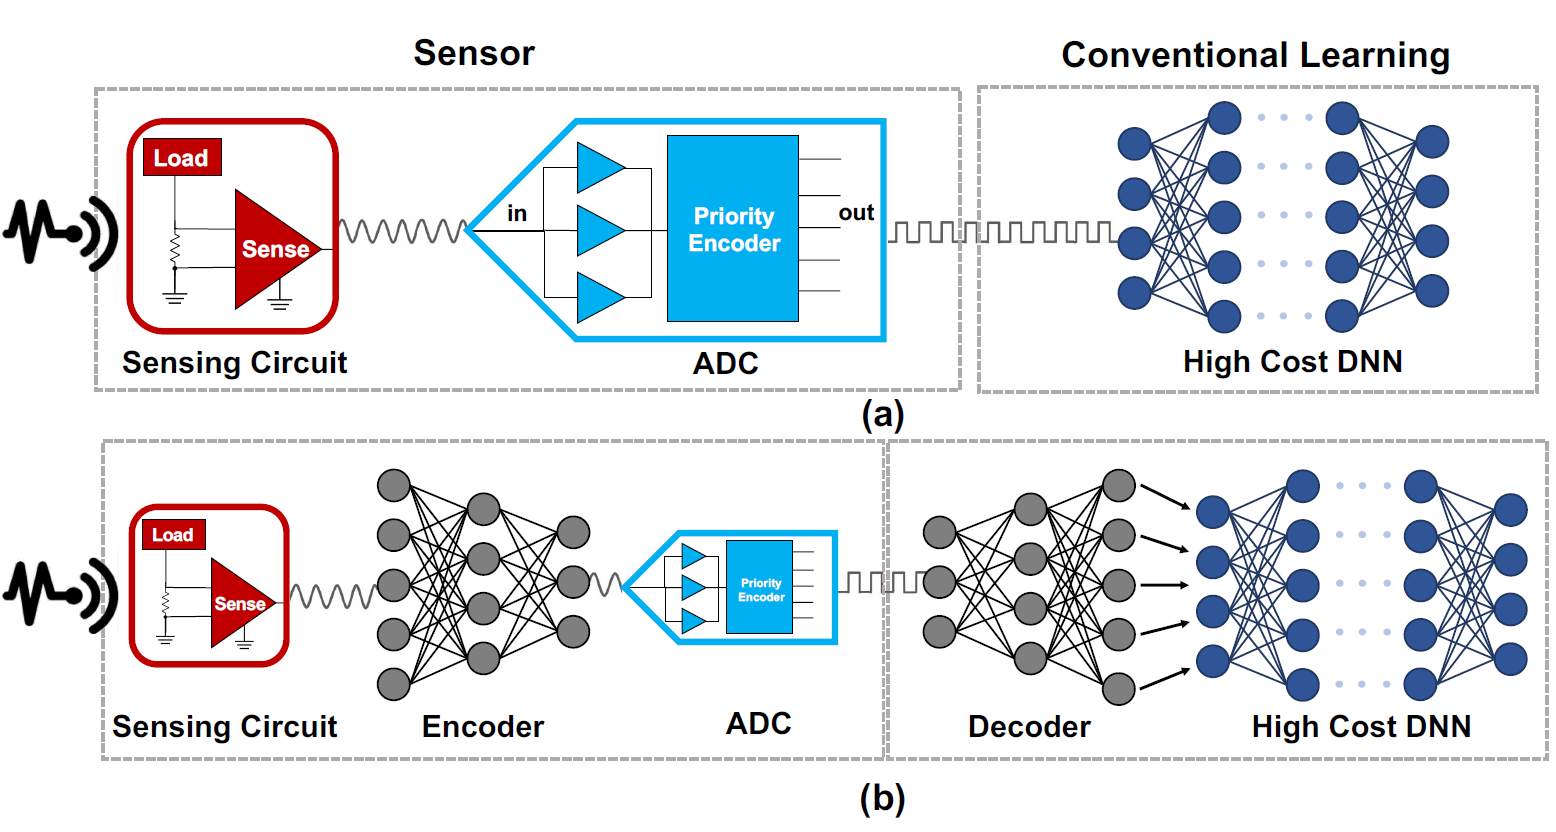 Sensor
Conventional Learning
Load
Sense
in
Priority
Encoder
out
Sensing Circuit
ADC
High Cost DNN
(a)
Load
Sense
Priority
Encoder
Sensing Circuit
Encoder
ADC
Decoder
High Cost DNN
(b)